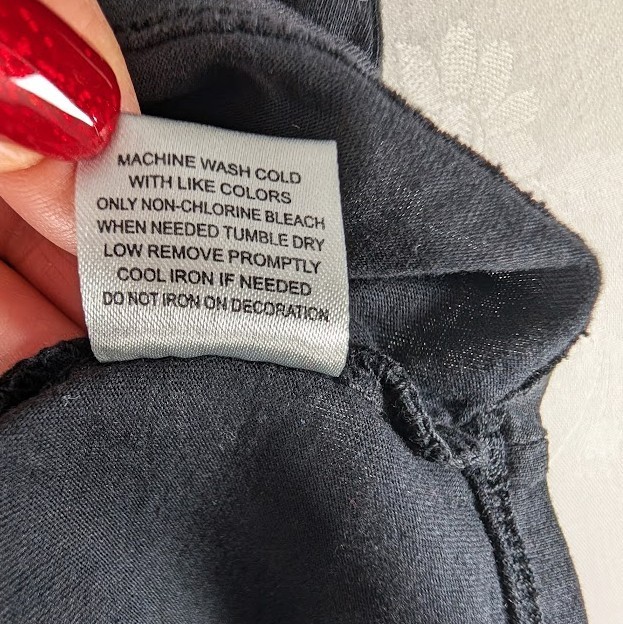 MACHINE WASH COLD
WITH LIKE COLORS
ONLY NON-CHLORINE BLEACH
WHEN NEEDED TUMBLE DRY
LOW REMOVE PROMPTLY
COOL IRON IF NEEDED
DO NOT IRON ON DECORATION